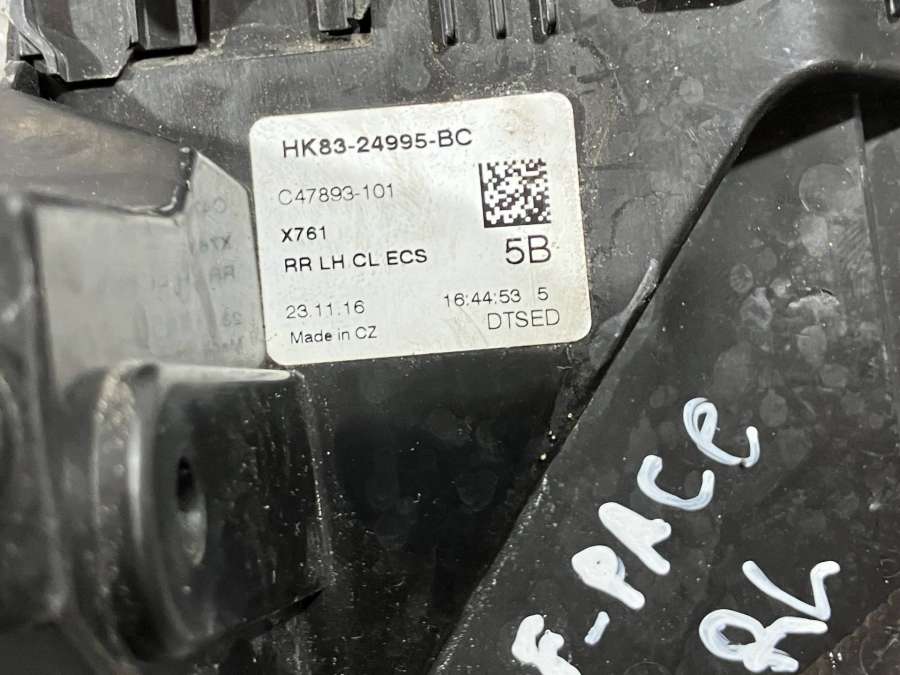 HK83-24995-BC
C47893-101
X761
RR LH CL ECS
5B
23.11.16
16:44:53 5
Made in CZ
DTSED
F-PACE
RL